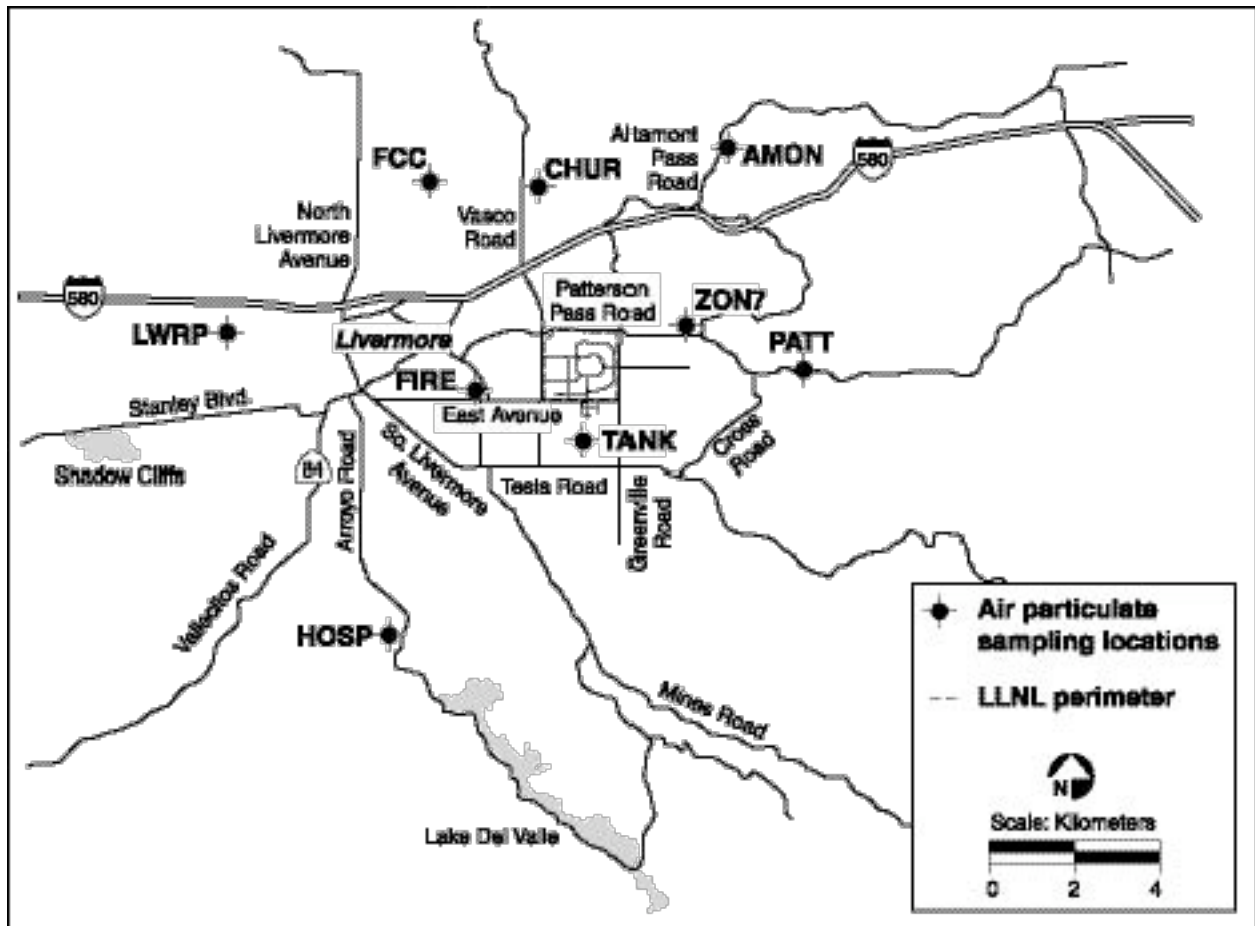 Altamont
Pass
Road
AMON
580
FCC
CHUR
North
Livermore
Avenue
Vasco
Road
580
Patterson
Pass Road
ZON7
LWRP
Livermore
PATT
FIRE
Stanley Blvd.
East Avenue
TANK
Cross
Road
Shadow Cliffs
84
Arroyo Road
So. Livermore
Avenue
Tesla Road
Greenville
Road
Vallecitos Road
HOSP
Mines Road
Lake Del Valle
Air particulate
sampling locations
LLNL perimeter
N
Scale: Kilometers
0 2 4